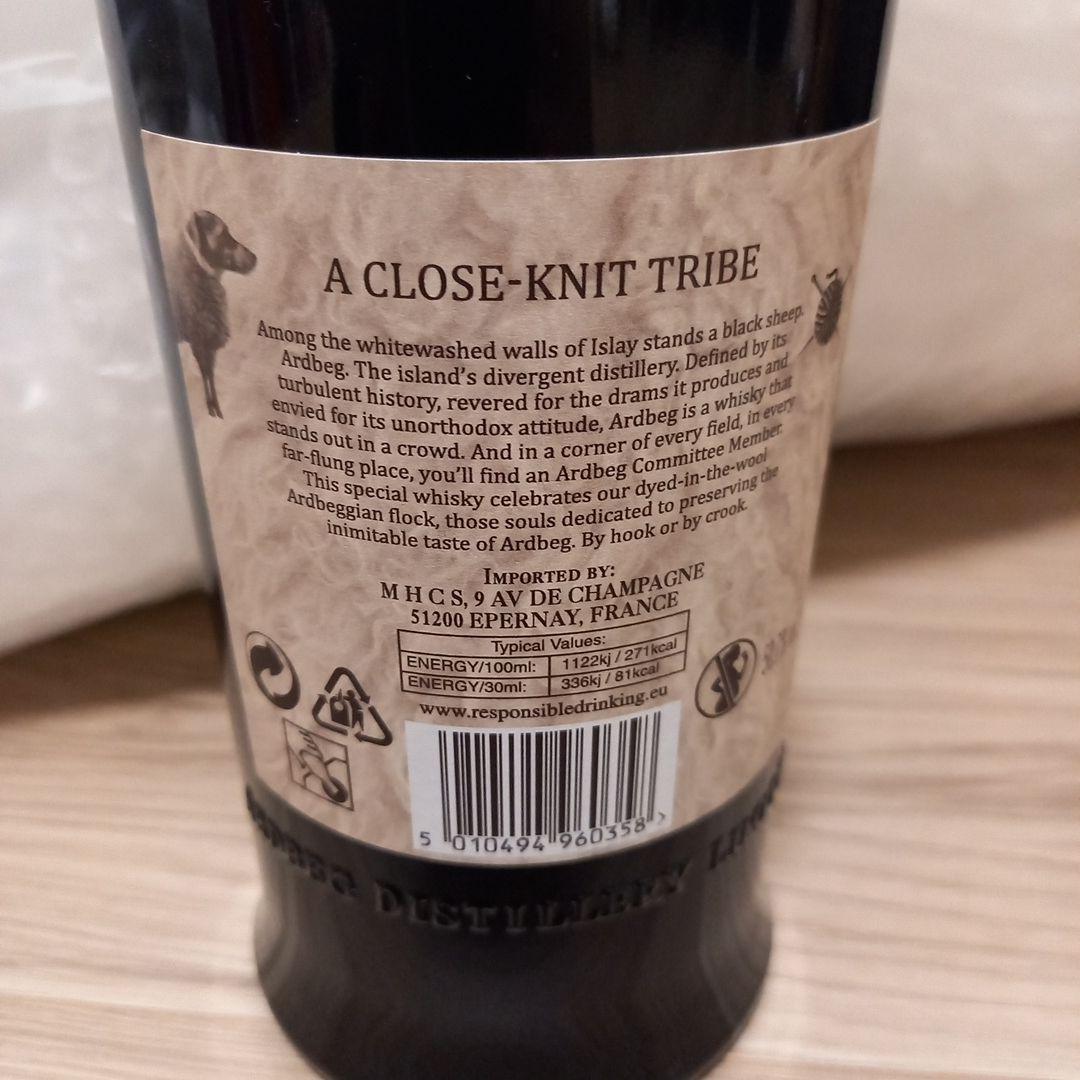 A CLOSE-KNIT TRIBE
Among the whitewashed walls of Islay stands a black sheep.
Ardbeg. The island's divergent distillery. Defined by its
turbulent history, revered for the drams it produces and
envied for its unorthodox attitude, Ardbeg is a whisky that
stands out in a crowd. And in a corner of every field, in every
far-flung place, you'll find an Ardbeg Committee Member.
This special whisky celebrates our dyed-in-the-wool
Ardbeggian flock, those souls dedicated to preserving the
inimitable taste of Ardbeg. By hook or by crook.
IMPORTED BY:
M H C S, 9 AV DE CHAMPAGNE
51200 EPERNAY, FRANCE
Typical Values:
ENERGY/100ml: 1122kj / 271kcal
ENERGY/30ml: 336kj / 81kcal
www.responsibledrinking.eu
5 010494 960358 >
DISTILLERY